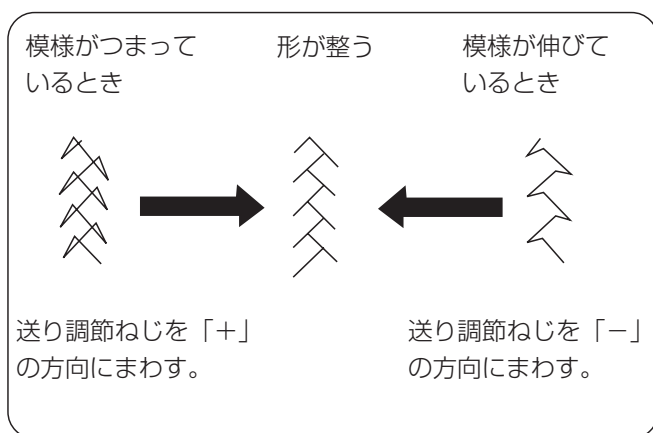 模様がつまって
いるとき
形が整う
模様が伸びて
いるとき
送り調節ねじを「＋」
の方向にまわす。
送り調節ねじを「－」
の方向にまわす。